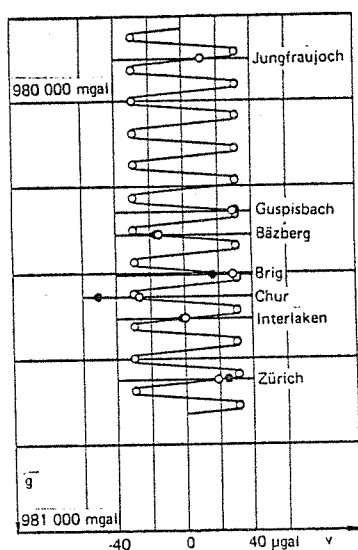 Jungfraujoch
980 000 mgal
Guspisbach
Bäzberg
Brig
Chur
Interlaken
Zürich
g
981 000 mgal
-40 0 40 μgal v